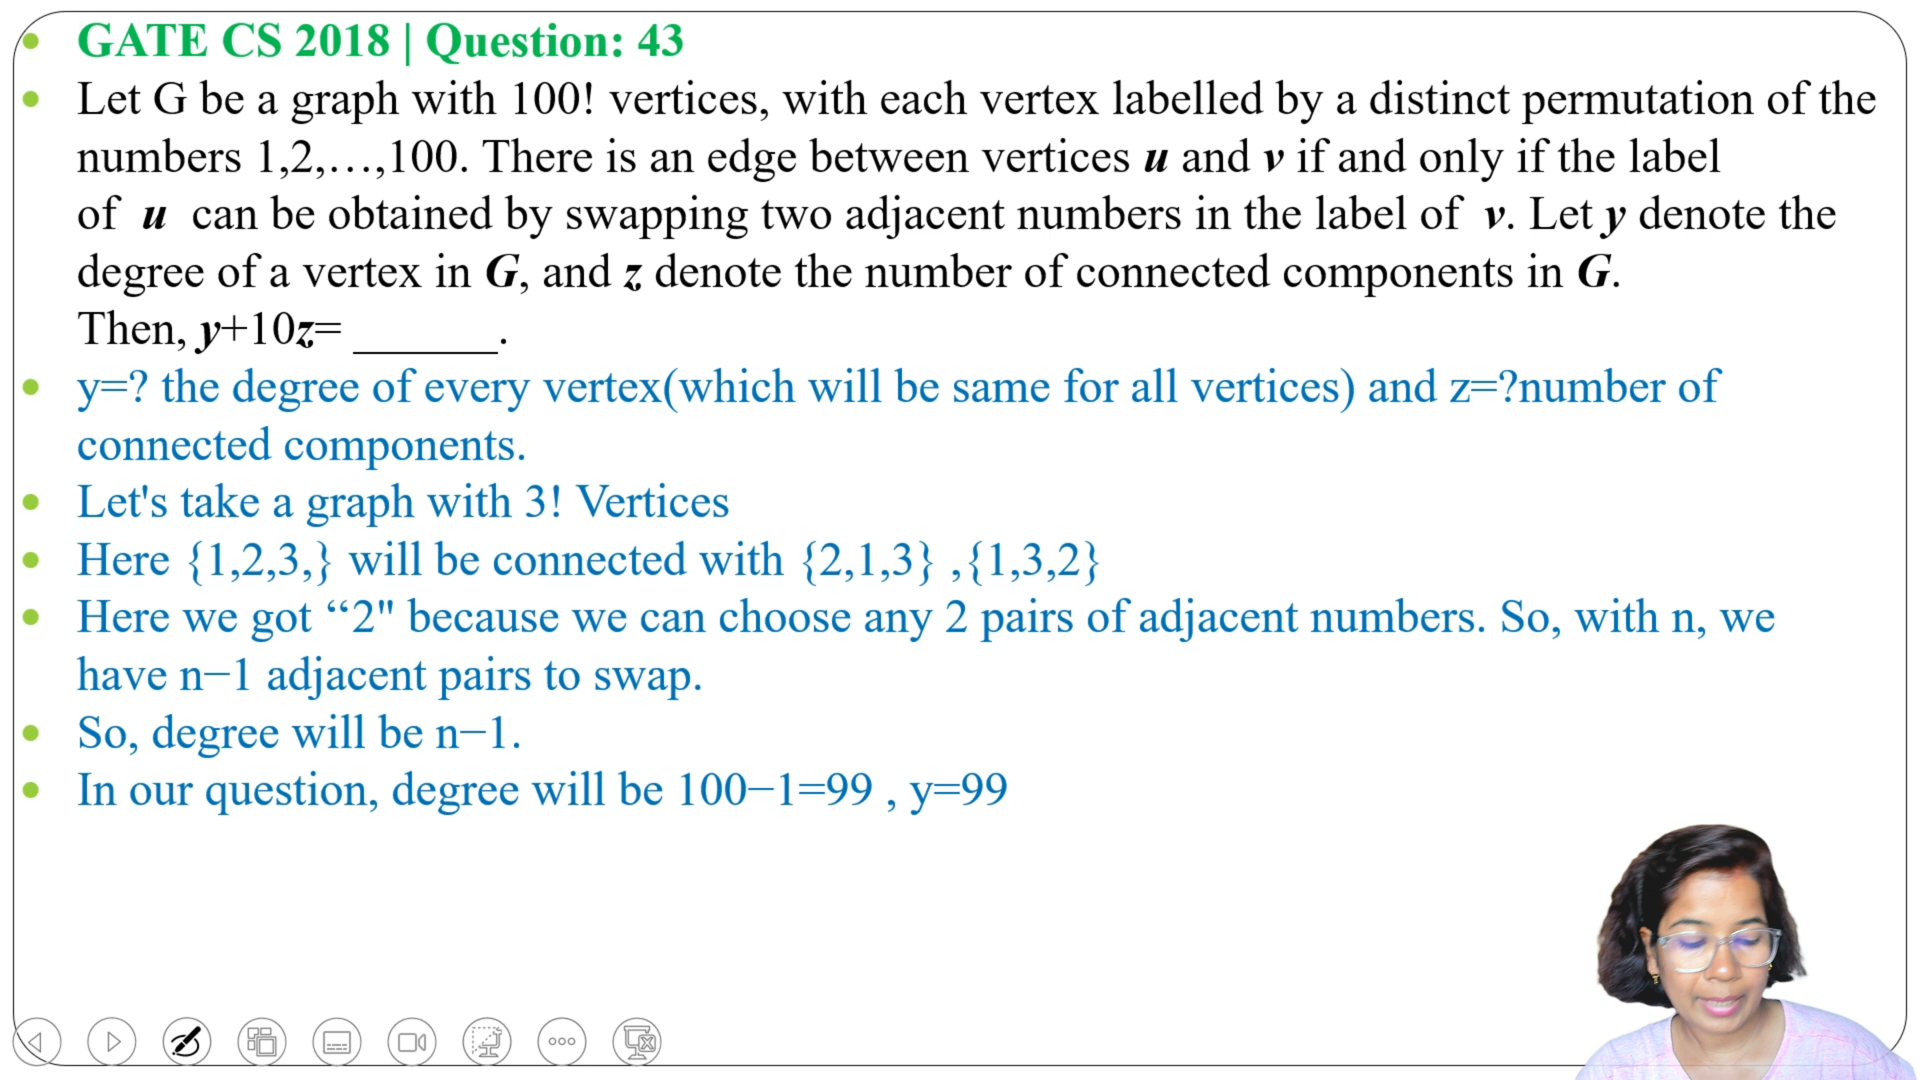 GATE CS 2018 | Question: 43
Let G be a graph with 100! vertices, with each vertex labelled by a distinct permutation of the
numbers 1,2,…,100. There is an edge between vertices u and v if and only if the label
of u can be obtained by swapping two adjacent numbers in the label of v. Let y denote the
degree of a vertex in G, and z denote the number of connected components in G.
Then, y+10z= ______.
y=? the degree of every vertex(which will be same for all vertices) and z=?number of
connected components.
Let's take a graph with 3! Vertices
Here {1,2,3,} will be connected with {2,1,3} ,{1,3,2}
Here we got “2" because we can choose any 2 pairs of adjacent numbers. So, with n, we
have n−1 adjacent pairs to swap.
So, degree will be n−1.
In our question, degree will be 100−1=99 , y=99